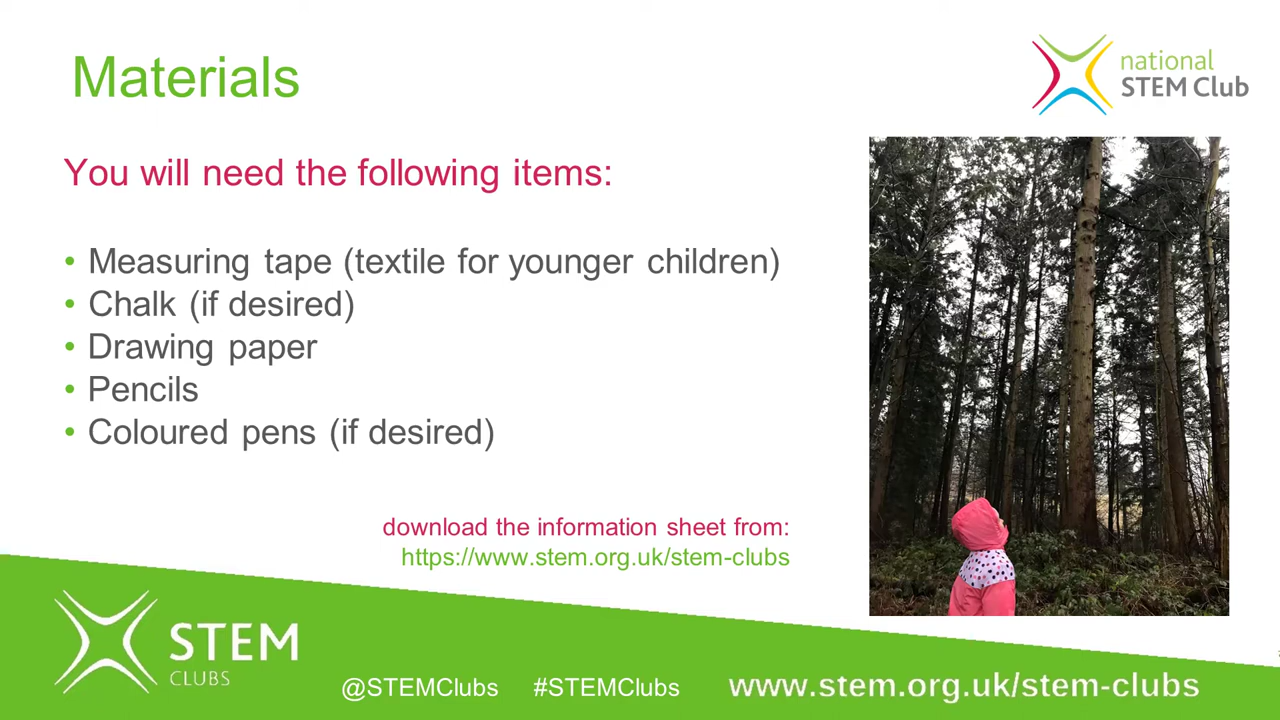 Materials
national
STEM Club
You will need the following items:
• Measuring tape (textile for younger children)
• Chalk (if desired)
• Drawing paper
• Pencils
• Coloured pens (if desired)
download the information sheet from:
https://www.stem.org.uk/stem-clubs
STEM
CLUBS
@STEMClubs #STEMClubs www.stem.org.uk/stem-clubs